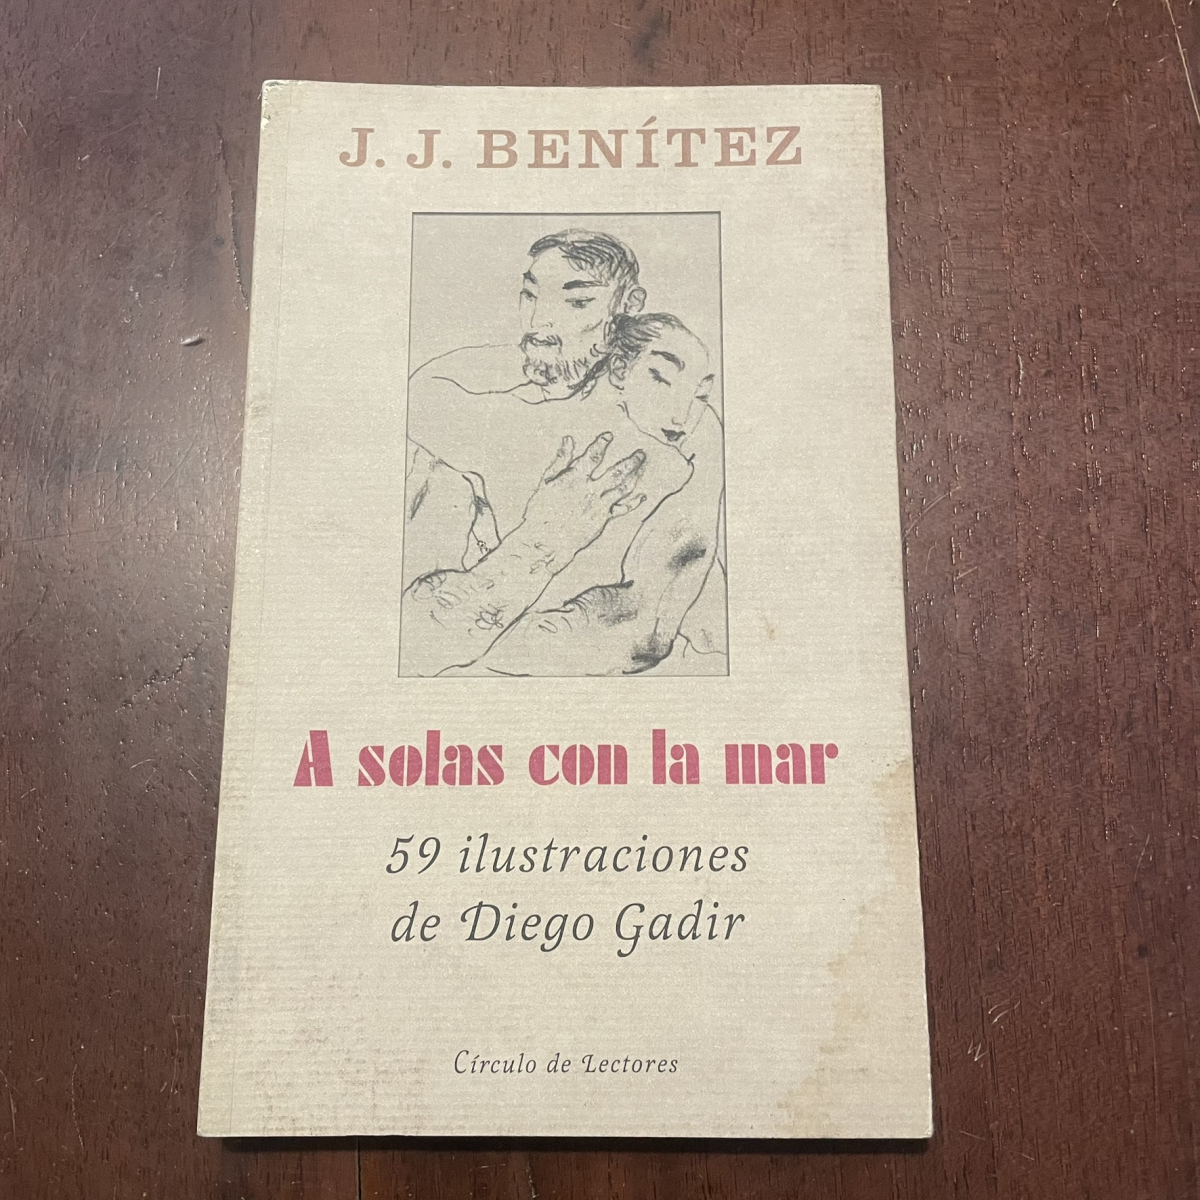 J. J. BENÍTEZ
A solas con la mar
59 ilustraciones
de Diego Gadir
Círculo de Lectores